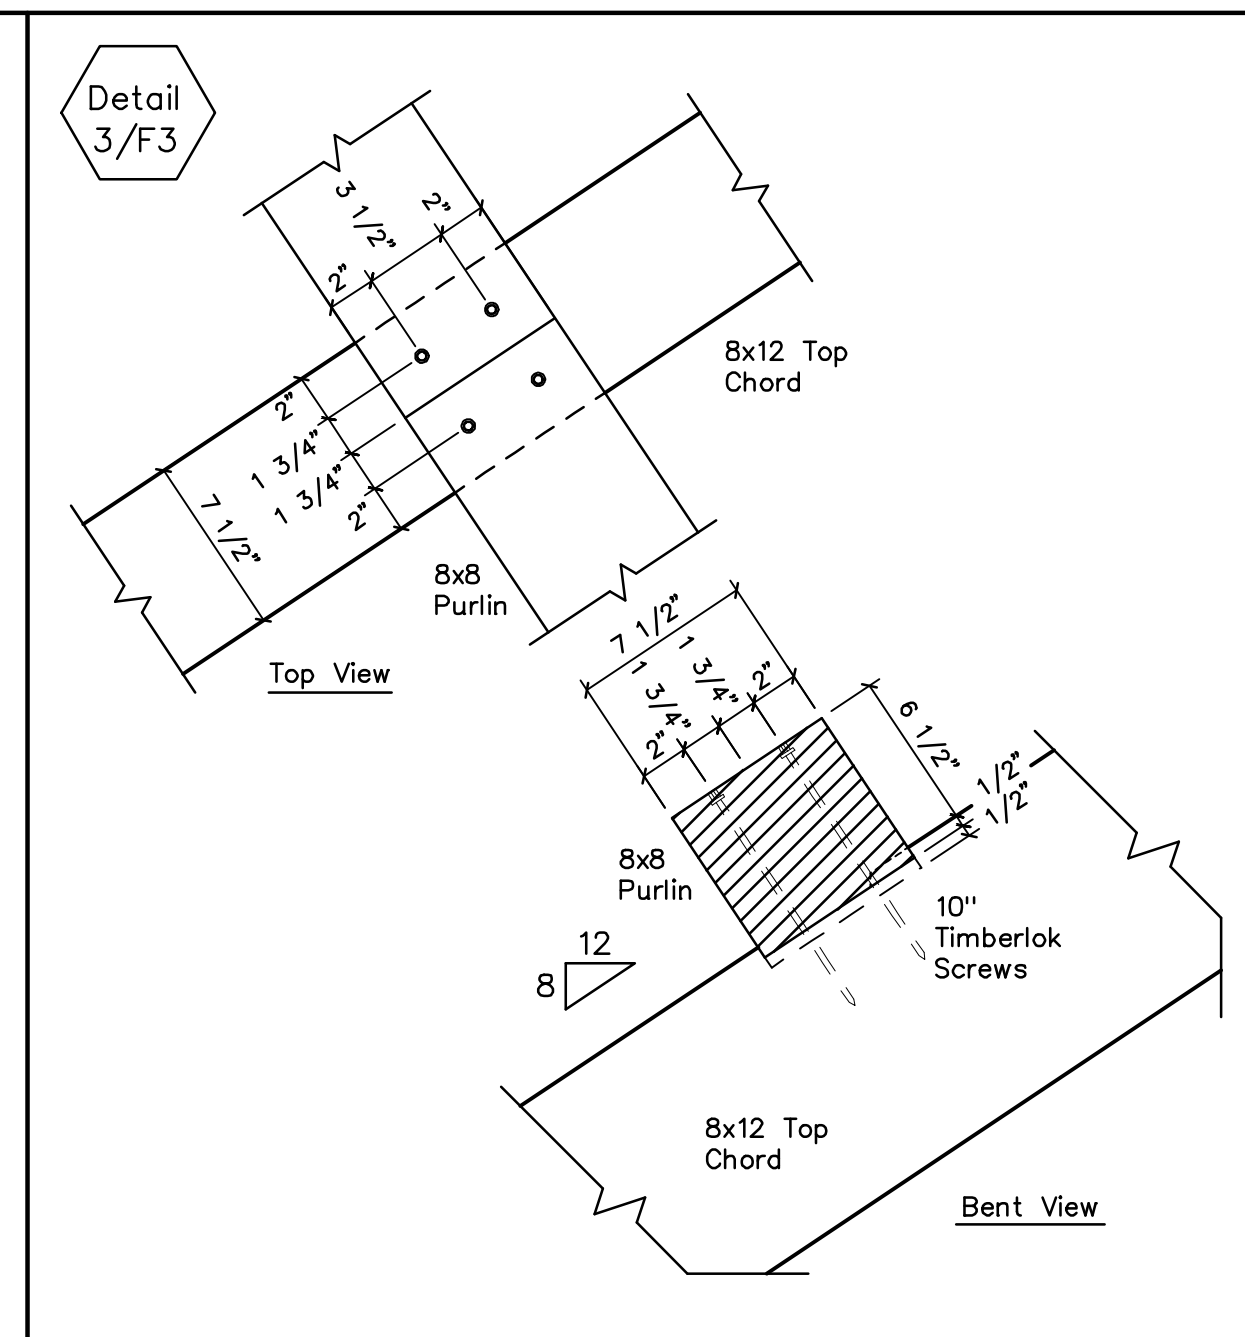 Detail
3/F3
3 1/2"
2"
2"
8x12 Top
Chord
2"
1 3/4"
1 3/4"
2"
7 1/2"
8x8
Purlin
Top View
7 1/2"
1 3/4"
2"
1 3/4"
2"
6 1/2"
1/2"
1/2"
8x8
Purlin
10"
Timberlok
Screws
12
8
8x12 Top
Chord
Bent View